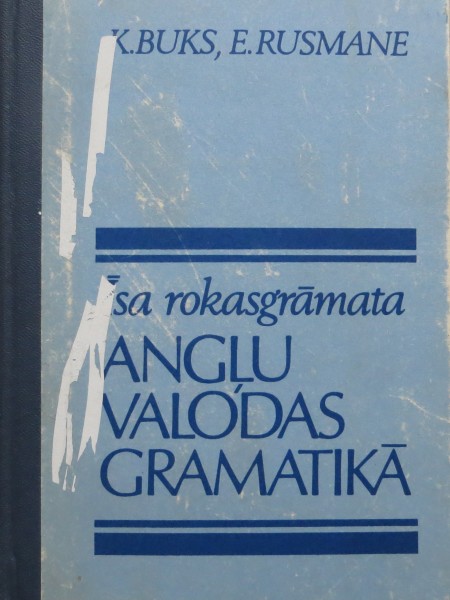 K.BUKS, E.RUSMANE
Īsa rokasgrāmata
ANGĻU
VALODAS
GRAMATIKĀ